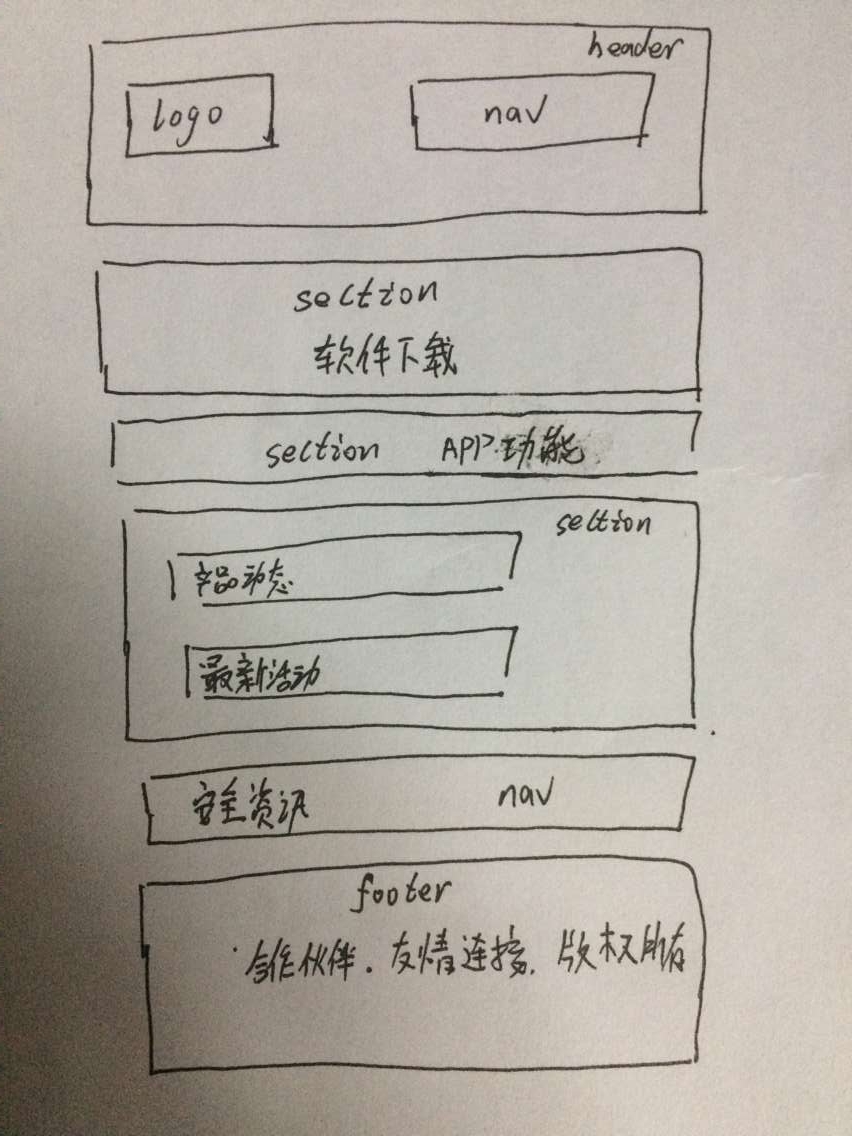 header
logo nav
section
软件下载
section APP功能
section
产品动态
最新活动
安全资讯 nav
footer
合作伙伴. 友情连接. 版权所有